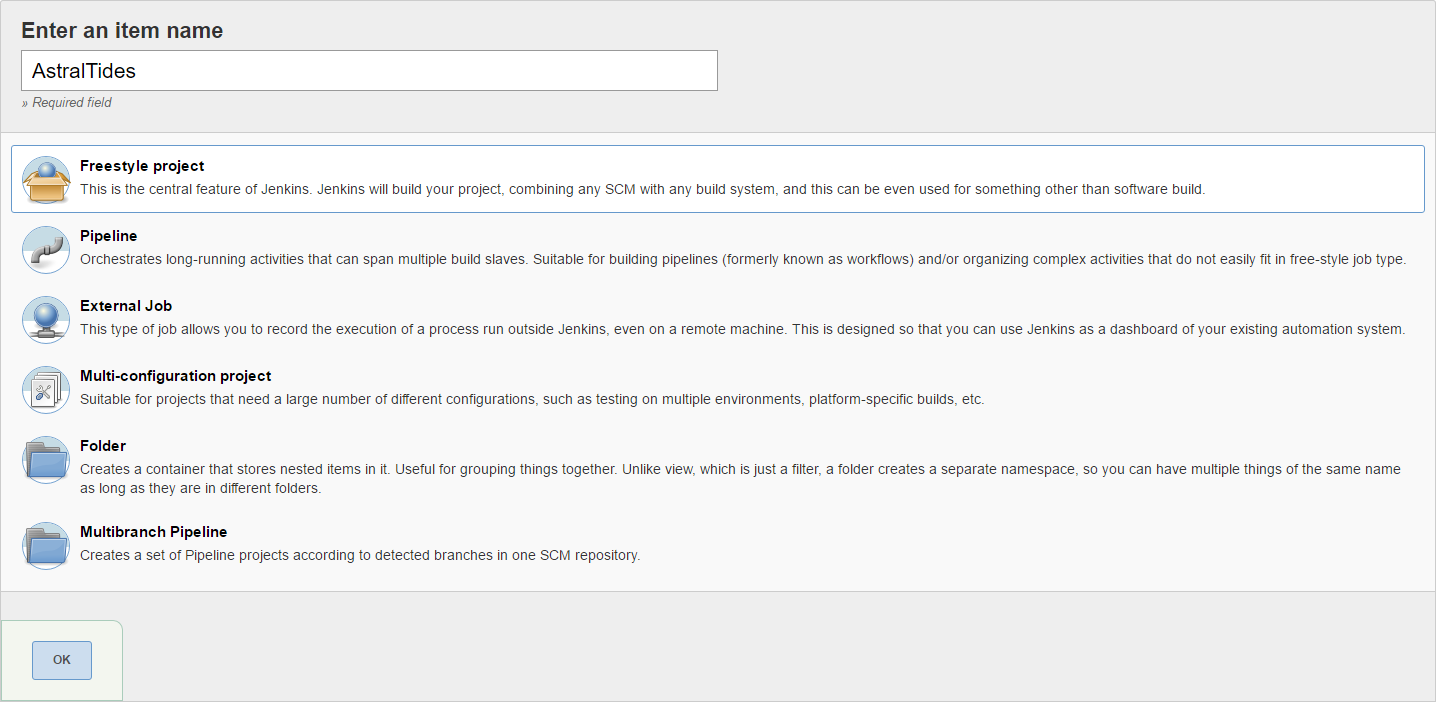 Enter an item name
AstralTides
» Required field
Freestyle project
This is the central feature of Jenkins. Jenkins will build your project, combining any SCM with any build system, and this can be even used for something other than software build.
Pipeline
Orchestrates long-running activities that can span multiple build slaves. Suitable for building pipelines (formerly known as workflows) and/or organizing complex activities that do not easily fit in free-style job type.
External Job
This type of job allows you to record the execution of a process run outside Jenkins, even on a remote machine. This is designed so that you can use Jenkins as a dashboard of your existing automation system.
Multi-configuration project
Suitable for projects that need a large number of different configurations, such as testing on multiple environments, platform-specific builds, etc.
Folder
Creates a container that stores nested items in it. Useful for grouping things together. Unlike view, which is just a filter, a folder creates a separate namespace, so you can have multiple things of the same name
as long as they are in different folders.
Multibranch Pipeline
Creates a set of Pipeline projects according to detected branches in one SCM repository.
OK